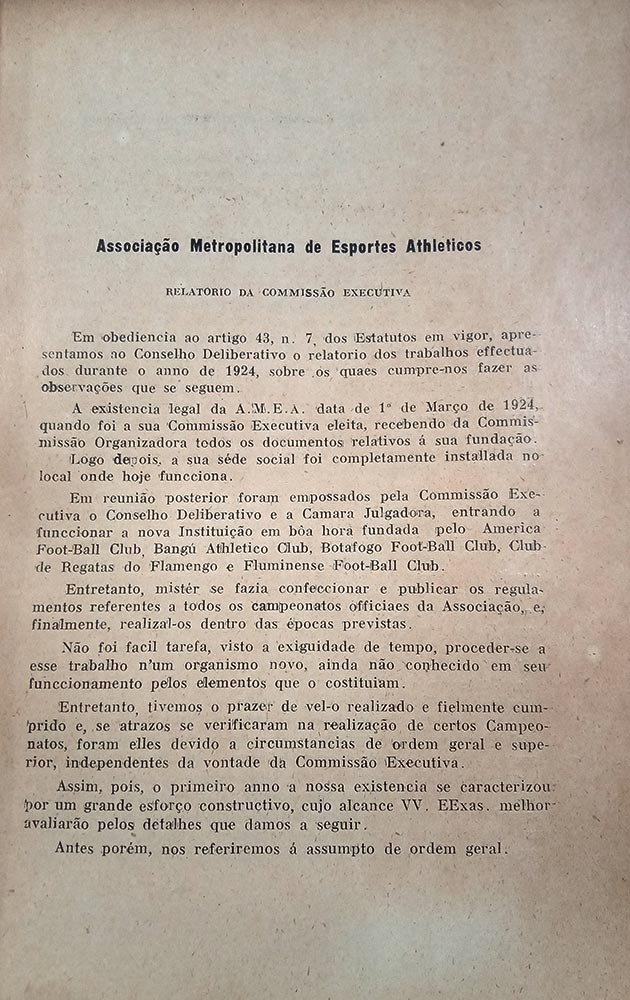 Associação Metropolitana de Esportes Athleticos
RELATORIO DA COMMISSÃO EXECUTIVA
Em obediencia ao artigo 43, n. 7, dos Estatutos em vigor, apre-
sentamos ao Conselho Deliberativo o relatorio dos trabalhos effectua-
dos durante o anno de 1924, sobre os quaes cumpre-nos fazer as
observações que se seguem.
A existencia legal da A.M.E.A. data de 1º de Março de 1924,
quando foi a sua Commissão Executiva eleita, recebendo da Commis-
missão Organizadora todos os documentos relativos á sua fundação.
Logo depois, a sua séde social foi completamente installada no
local onde hoje funcciona.
Em reunião posterior foram empossados pela Commissão Exe-
cutiva o Conselho Deliberativo e a Camara Julgadora, entrando a
funccionar a nova Instituição em bôa hora fundada pelo America
Foot-Ball Club, Bangú Athletico Club, Botafogo Foot-Ball Club, Club
de Regatas do Flamengo e Fluminense Foot-Ball Club.
Entretanto, mistér se fazia confeccionar e publicar os regula-
mentos referentes a todos os campeonatos officiaes da Associação, e,
finalmente, realizal-os dentro das épocas previstas.
Não foi facil tarefa, visto a exiguidade de tempo, proceder-se a
esse trabalho n'um organismo novo, ainda não conhecido em seu
funccionamento pelos elementos que o costituiam.
Entretanto, tivemos o prazer de vel-o realizado e fielmente cum-
prido e, se atrazos se verificaram na realização de certos Campeo-
natos, foram elles devido a circumstancias de ordem geral e supe-
rior, independentes da vontade da Commissão Executiva.
Assim, pois, o primeiro anno a nossa existencia se caracterizou
por um grande esforço constructivo, cujo alcance VV. EExas. melhor
avaliarão pelos detalhes que damos a seguir.
Antes porém, nos referiremos á assumpto de ordem geral.